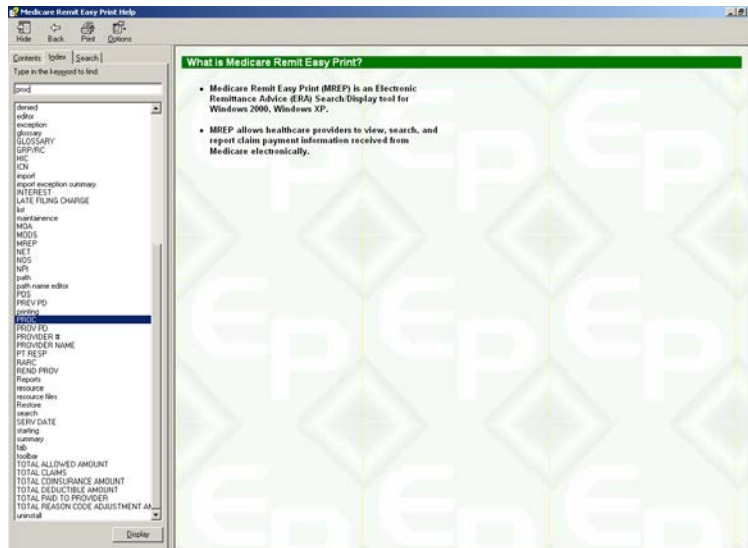 Medicare Remit Easy Print Help
Hide Back Print Options
Contents Index Search
Type in the keyword to find:
proc
denied
editor
exception
glossary
GLOSSARY
GRP/RC
HIC
ICN
import
import exception summary
INTEREST
LATE FILING CHARGE
list
maintainence
MOA
MODS
MREP
NET
NOS
NPI
path
path name editor
POS
PREV PD
printing
PROC
PROV PD
PROVIDER #
PROVIDER NAME
PT RESP
RARC
REND PROV
Reports
resource
resource files
Restore
search
SERV DATE
starting
summary
tab
toolbar
TOTAL ALLOWED AMOUNT
TOTAL CLAIMS
TOTAL COINSURANCE AMOUNT
TOTAL DEDUCTIBLE AMOUNT
TOTAL PAID TO PROVIDER
TOTAL REASON CODE ADJUSTMENT AM
uninstall
Display
What is Medicare Remit Easy Print?
• Medicare Remit Easy Print (MREP) is an Electronic
Remittance Advice (ERA) Search/Display tool for
Windows 2000, Windows XP.
• MREP allows healthcare providers to view, search, and
report claim payment information received from
Medicare electronically.